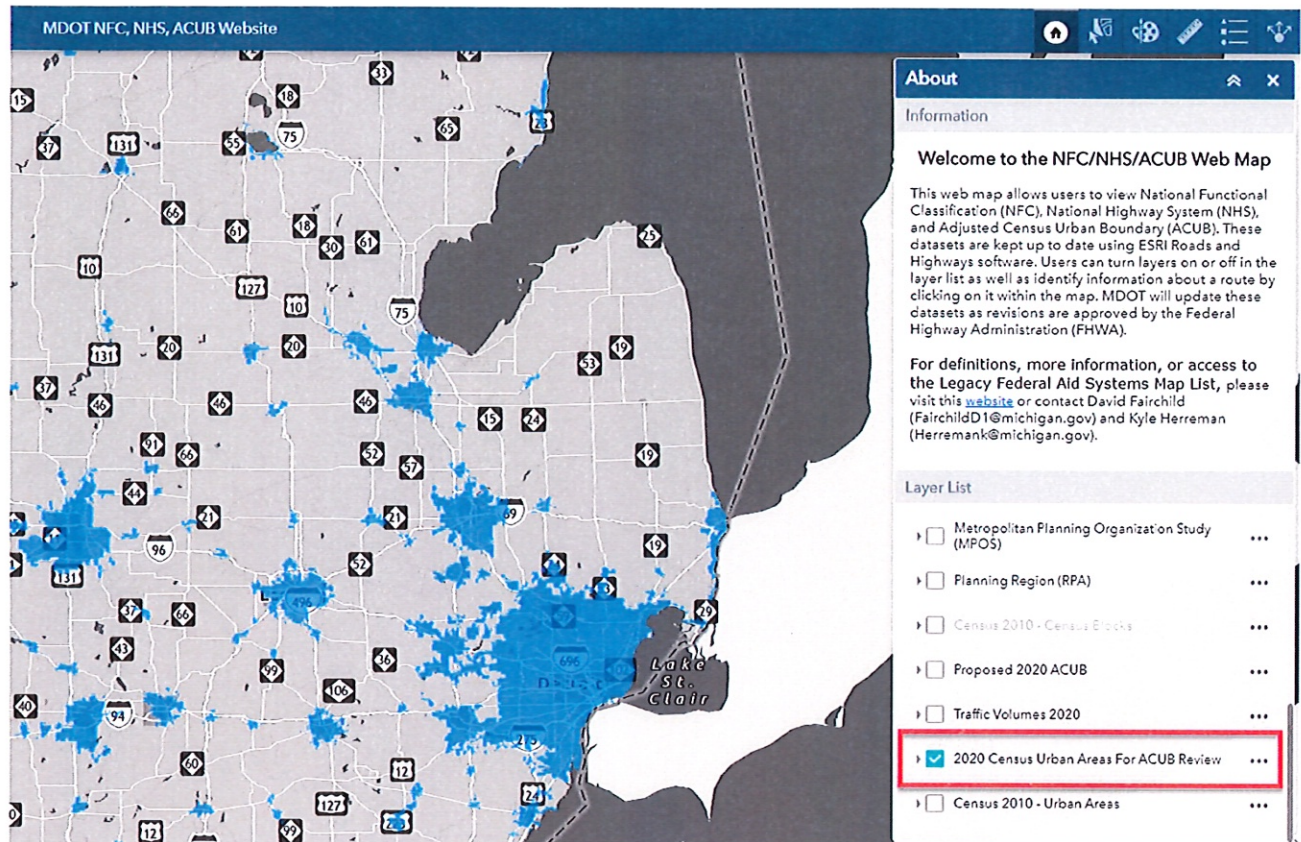 MDOT NFC, NHS, ACUB Website
About
Information
Welcome to the NFC/NHS/ACUB Web Map
This web map allows users to view National Functional
Classification (NFC), National Highway System (NHS),
and Adjusted Census Urban Boundary (ACUB). These
datasets are kept up to date using ESRI Roads and
Highways software. Users can turn layers on or off in the
layer list as well as identify information about a route by
clicking on it within the map. MDOT will update these
datasets as revisions are approved by the Federal
Highway Administration (FHWA).
For definitions, more information, or access to
the Legacy Federal Aid Systems Map List, please
visit this website or contact David Fairchild
(FairchildD1@michigan.gov) and Kyle Herreman
(Herremank@michigan.gov).
Layer List
Metropolitan Planning Organization Study
(MPOS)
Planning Region (RPA)
Census 2010 - Census Blocks
Proposed 2020 ACUB
Traffic Volumes 2020
2020 Census Urban Areas For ACUB Review
Census 2010 - Urban Areas
33
15
18
37
131
55
75
65
23
66
61
18
30
61
25
10
127
10
75
131
20
20
53
19
37
46
46
46
15
24
91
66
52
57
19
44
21
21
69
96
131
52
19
496
37
66
29
43
696
99
36
106
Lake
St.
Clair
40
94
275
60
12
127
24
12
99
223